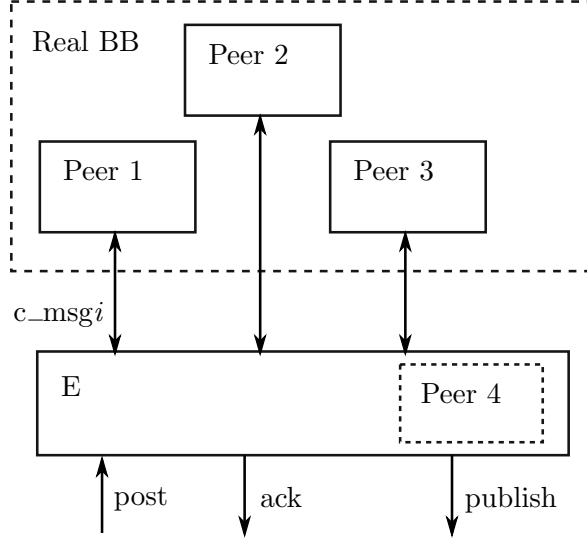 Real BB
Peer 2
Peer 1
Peer 3
c_msgi
E
Peer 4
post
ack
publish